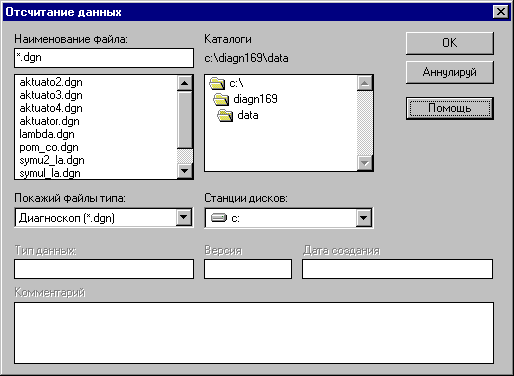 Отсчитание данных
Наименование файла:
*.dgn
aktuato2.dgn
aktuato3.dgn
aktuato4.dgn
aktuator.dgn
lambda.dgn
pom_co.dgn
symu2_la.dgn
symul_la.dgn
Каталоги
c:\diagn169\data
c:\
diagn169
data
OK
Аннулируй
Помощь
Покажий файлы типа:
Диагноскоп (*.dgn)
Станции дисков:
c:
Тип данных:
Версия
Дата создания
Комментарий